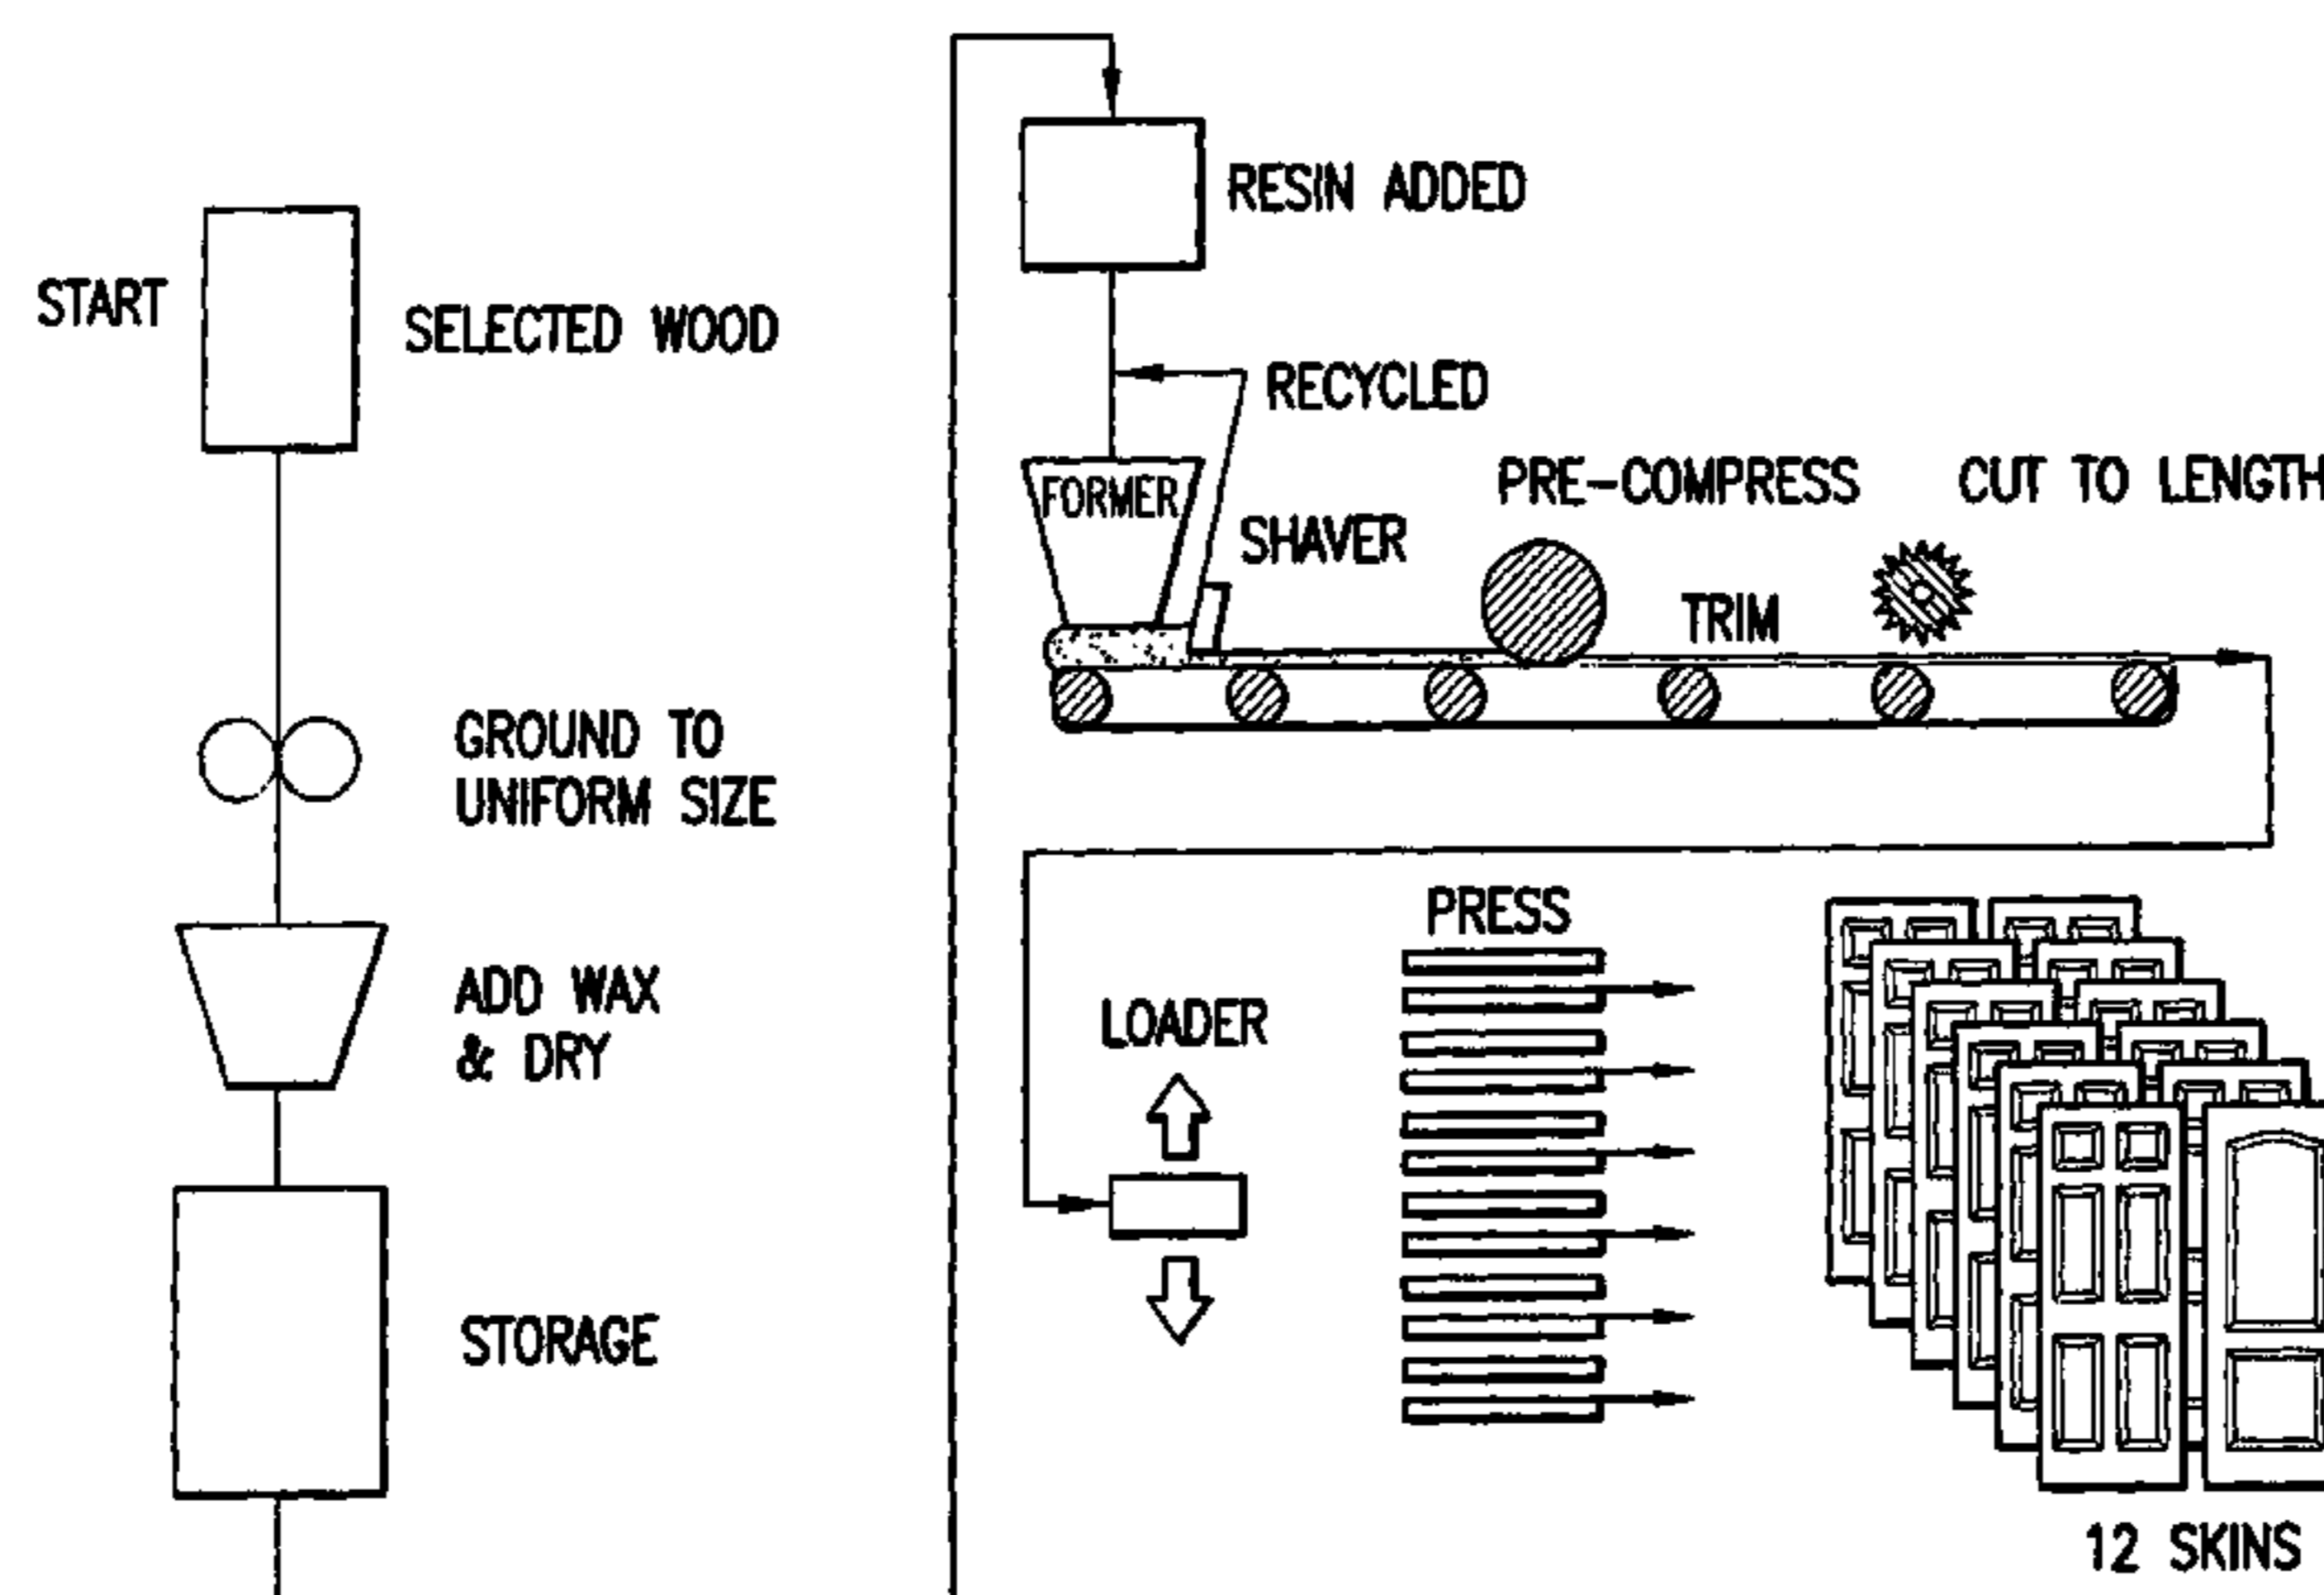 START
SELECTED WOOD
GROUND TO
UNIFORM SIZE
ADD WAX
& DRY
STORAGE
RESIN ADDED
RECYCLED
FORMER
SHAVER
PRE-COMPRESS
TRIM
CUT TO LENGTH
LOADER
PRESS
12 SKINS